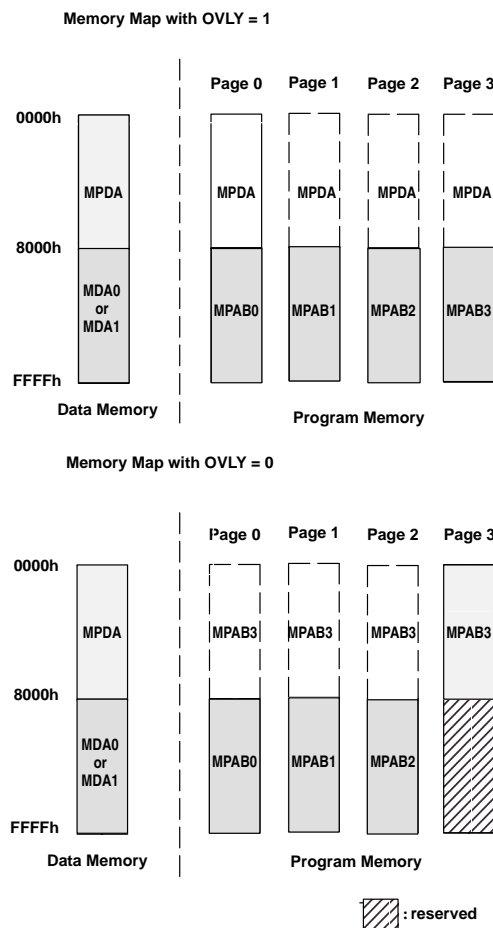 Memory Map with OVLY = 1
Page 0 Page 1 Page 2 Page 3
0000h
MPDA MPDA MPDA MPDA MPDA
8000h
MDA0
or
MDA1
MPAB0 MPAB1 MPAB2 MPAB3
FFFFh
Data Memory Program Memory
Memory Map with OVLY = 0
Page 0 Page 1 Page 2 Page 3
0000h
MPDA MPAB3 MPAB3 MPAB3 MPAB3
8000h
MDA0
or
MDA1
MPAB0 MPAB1 MPAB2
FFFFh
Data Memory Program Memory
: reserved